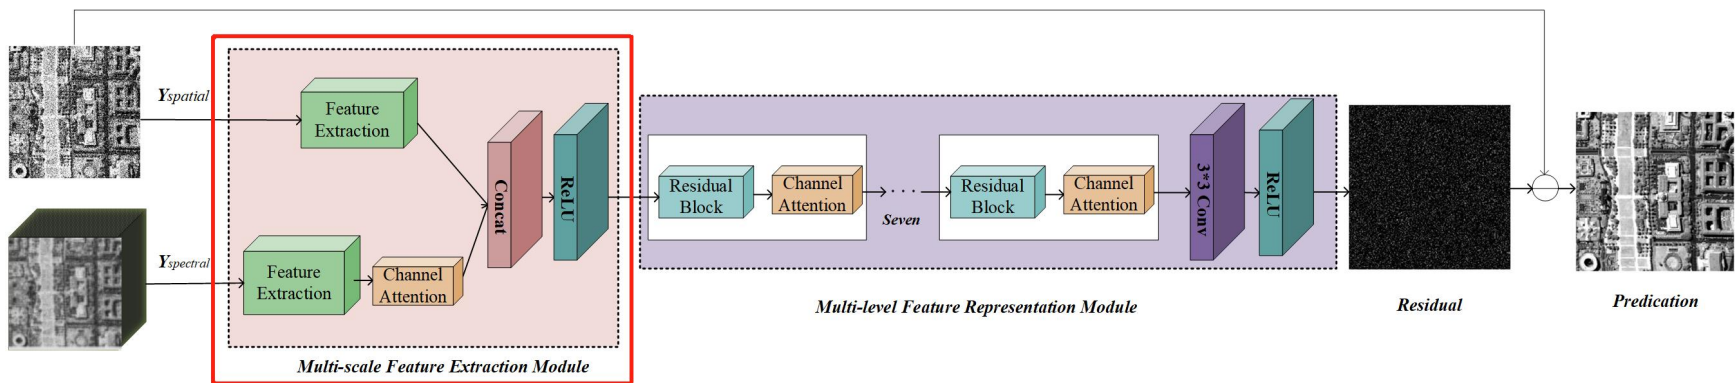 Yspatial
Feature
Extraction
Concat
ReLU
Yspectral
Feature
Extraction
Channel
Attention
Multi-scale Feature Extraction Module
Residual
Block
Channel
Attention
. . .
Seven
Residual
Block
Channel
Attention
3*3 Conv
ReLU
Multi-level Feature Representation Module
Residual
Predication